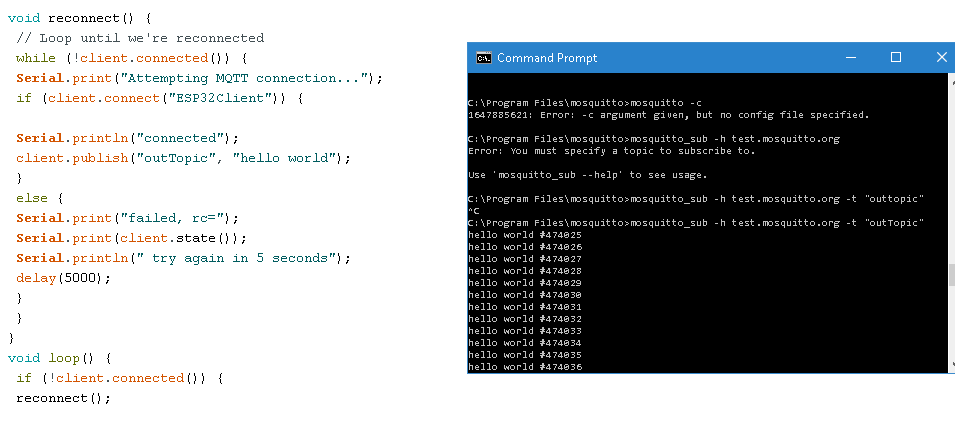 void reconnect() {
// Loop until we're reconnected
while (!client.connected()) {
Serial.print("Attempting MQTT connection...");
if (client.connect("ESP32Client")) {
Serial.println("connected");
client.publish("outTopic", "hello world");
}
else {
Serial.print("failed, rc=");
Serial.print(client.state());
Serial.println(" try again in 5 seconds");
delay(5000);
}
}
}
void loop() {
if (!client.connected()) {
reconnect();
Command Prompt
C:\Program Files\mosquitto>mosquitto -c
1647885621: Error: -c argument given, but no config file specified.
C:\Program Files\mosquitto>mosquitto_sub -h test.mosquitto.org
Error: You must specify a topic to subscribe to.
Use 'mosquitto_sub --help' to see usage.
C:\Program Files\mosquitto>mosquitto_sub -h test.mosquitto.org -t "outtopic"
^C
C:\Program Files\mosquitto>mosquitto_sub -h test.mosquitto.org -t "outTopic"
hello world #474025
hello world #474026
hello world #474027
hello world #474028
hello world #474029
hello world #474030
hello world #474031
hello world #474032
hello world #474033
hello world #474034
hello world #474035
hello world #474036